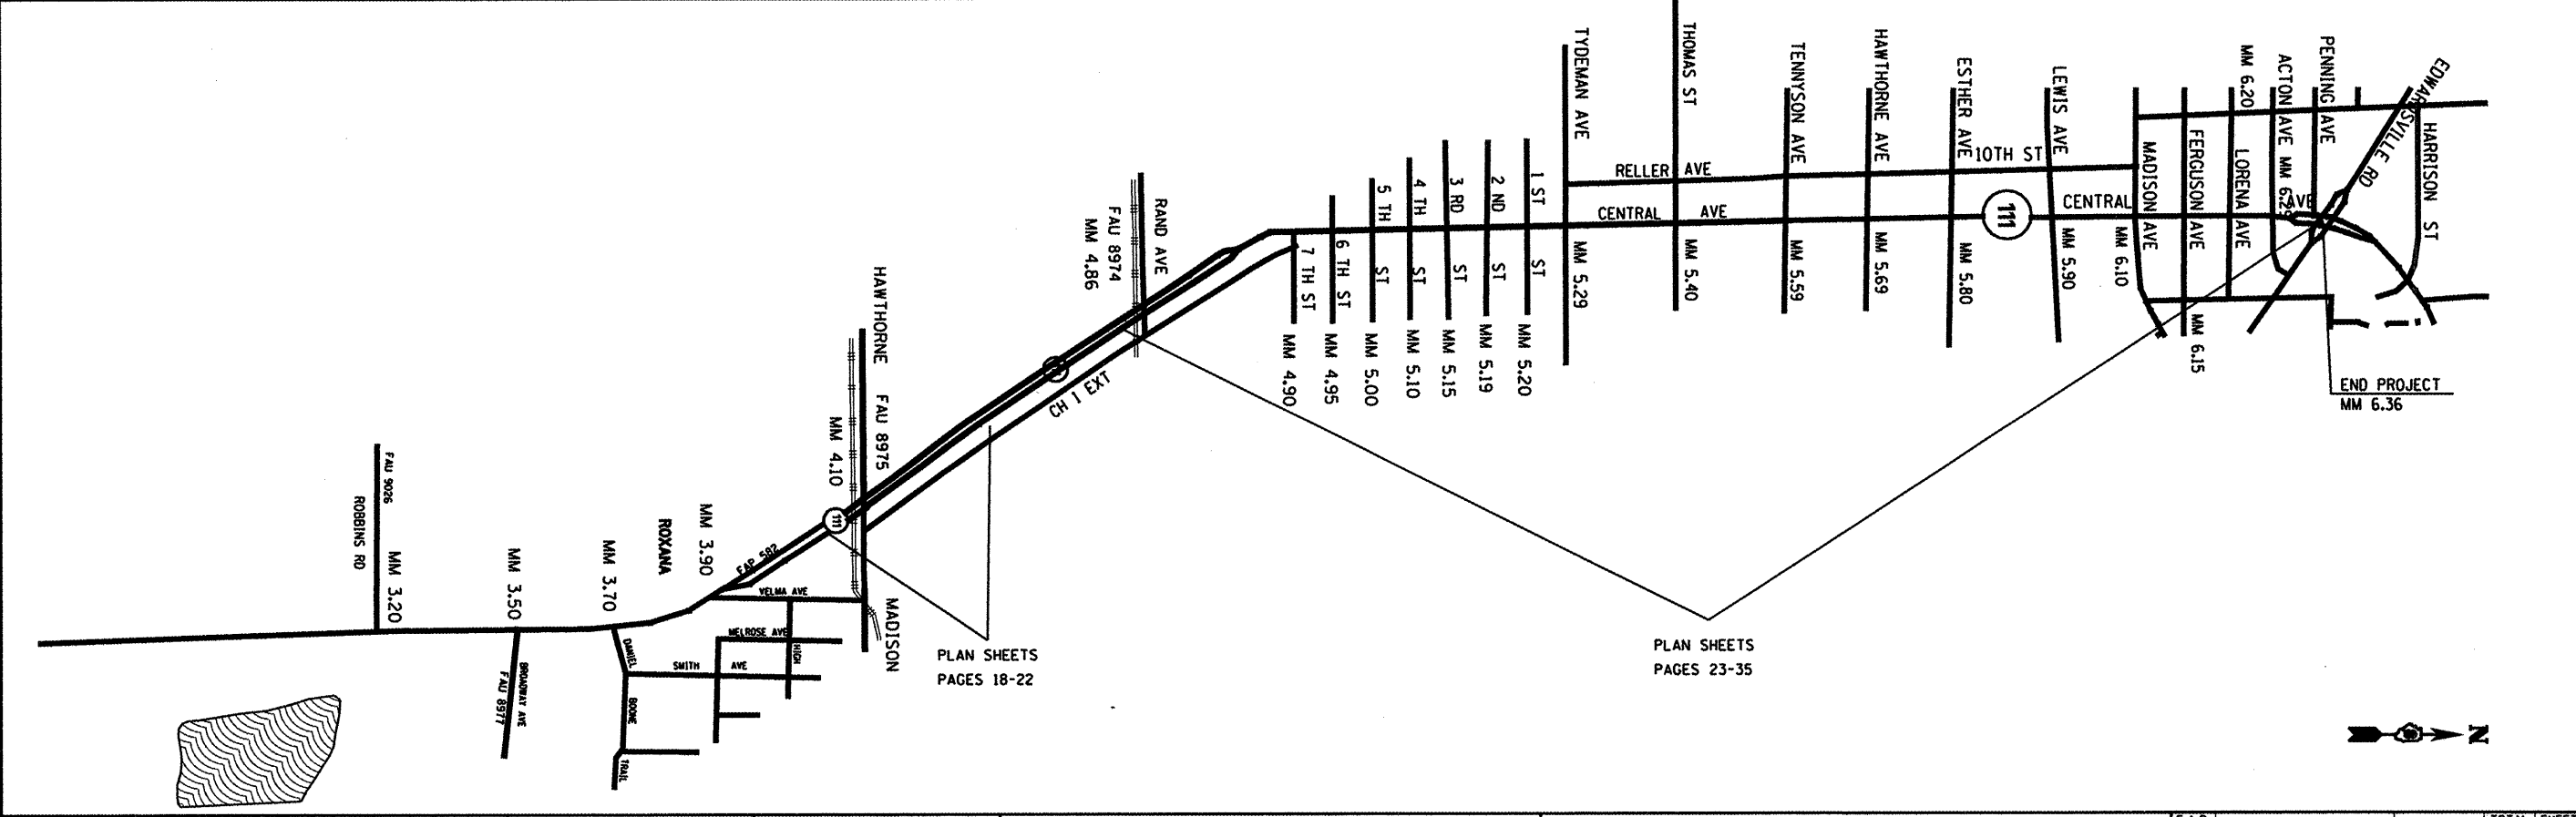 FAU 9026
ROBBINS RD
MM 3.20
MM 3.50
BROADWAY AVE
FAU 8977
MM 3.70
ROXANA
MM 3.90
FAP 582
DANIEL
BOONE
TRAIL
SMITH AVE
MELROSE AVE
HIGH
VELMA AVE
MM 4.10
111
HAWTHORNE FAU 8975
MADISON
PLAN SHEETS
PAGES 18-22
CH 1 EXT
MM 4.86
FAU 8974
RAND AVE
7 TH ST
MM 4.90
6 TH ST
MM 4.95
5 TH ST
MM 5.00
4 TH ST
MM 5.10
3 RD ST
MM 5.15
2 ND ST
MM 5.19
1 ST ST
MM 5.20
TYDEMAN AVE
MM 5.29
RELLER AVE
CENTRAL AVE
THOMAS ST
MM 5.40
TENNYSON AVE
MM 5.59
HAWTHORNE AVE
MM 5.69
ESTHER AVE
MM 5.80
10TH ST
111
LEWIS AVE
MM 5.90
CENTRAL AVE
MM 6.10
MADISON AVE
FERGUSON AVE
MM 6.15
MM 6.20
LORENA AVE
ACTON AVE MM 6.25
PENNING AVE
EDWARDSVILLE RD
HARRISON ST
END PROJECT
MM 6.36
PLAN SHEETS
PAGES 23-35
N